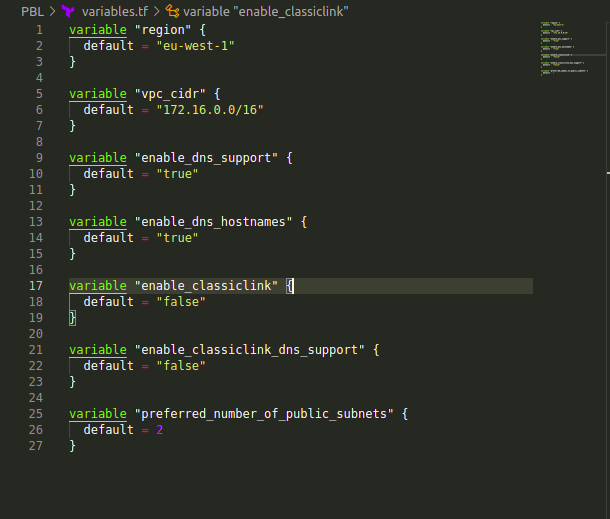 PBL > variables.tf > variable "enable_classiclink"
1 variable "region" {
2   default = "eu-west-1"
3 }
4
5 variable "vpc_cidr" {
6   default = "172.16.0.0/16"
7 }
8
9 variable "enable_dns_support" {
10   default = "true"
11 }
12
13 variable "enable_dns_hostnames" {
14   default = "true"
15 }
16
17 variable "enable_classiclink" {
18   default = "false"
19 }
20
21 variable "enable_classiclink_dns_support" {
22   default = "false"
23 }
24
25 variable "preferred_number_of_public_subnets" {
26   default = 2
27 }